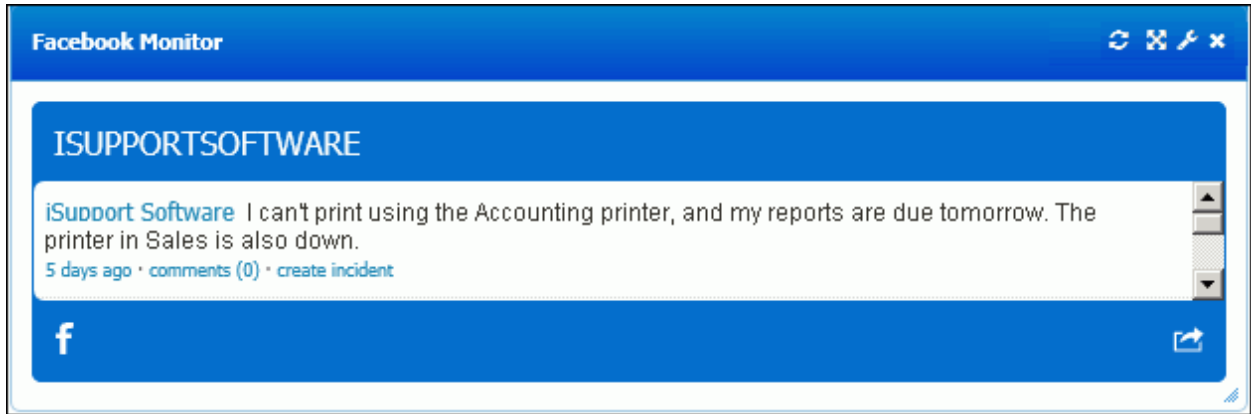 Facebook Monitor
ISUPPORTSOFTWARE
iSupport Software I can't print using the Accounting printer, and my reports are due tomorrow. The
printer in Sales is also down.
5 days ago · comments (0) · create incident